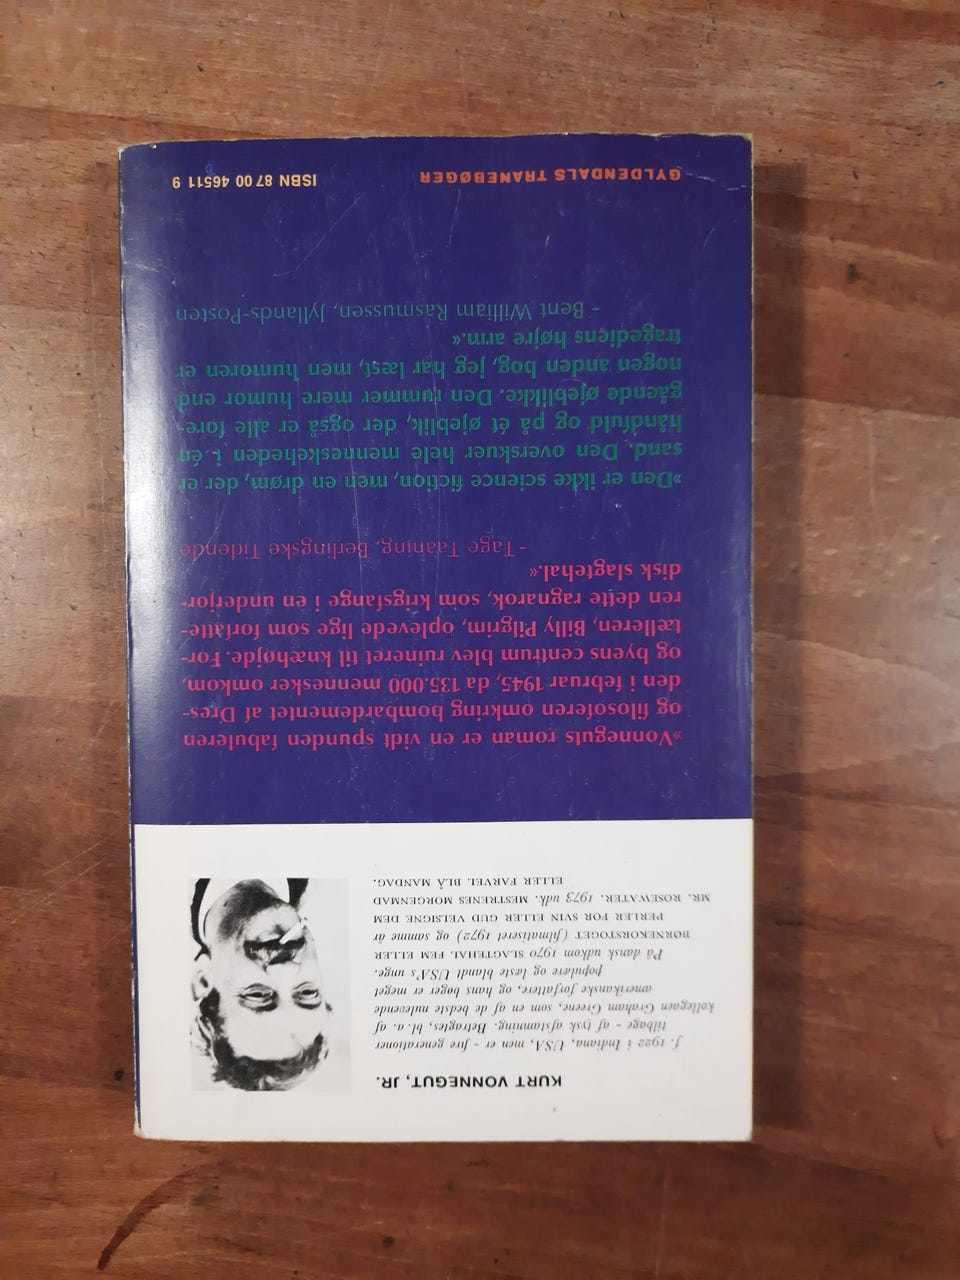 KURT VONNEGUT, JR.
f. 1922 i Indiana, USA, men er - fire generationer
tilbage - af tysk afstamning. Betragtes, bl. a. af
kollegaen Graham Greene, som en af de bedste nulevende
amerikanske forfattere, og hans bøger er meget
populære og læste blandt USA's unge.
På dansk udkom 1970 SLAGTEHAL FEM ELLER
BØRNEKORSTOGET (filmatiseret 1972) og samme år
PERLER FOR SVIN ELLER GUD VELSIGNE DEM
MR. ROSEWATER. 1973 udk. MESTRENES MORGENMAD
ELLER FARVEL BLÅ MANDAG.
»Vonneguts roman er en vidt spunden fabuleren
og filosoferen omkring bombardementet af Dres-
den i februar 1945, da 135.000 mennesker omkom,
og byens centrum blev ruineret til knæhøjde. For-
tælleren, Billy Pilgrim, oplevede lige som forfatte-
ren dette ragnarok, som krigsfange i en underjor-
disk slagtehal.«
- Tage Taaning, Berlingske Tidende
»Den er ikke science fiction, men en drøm, der er
sand. Den overskuer hele menneskeheden i én
håndfuld og på ét øjeblik, der også er alle fore-
gående øjeblikke. Den rummer mere humor end
nogen anden bog, jeg har læst, men humoren er
tragediens højre arm.«
- Bent William Rasmussen, Jyllands-Posten
GYLDENDALS TRANEBØGER
ISBN 87 00 46511 9